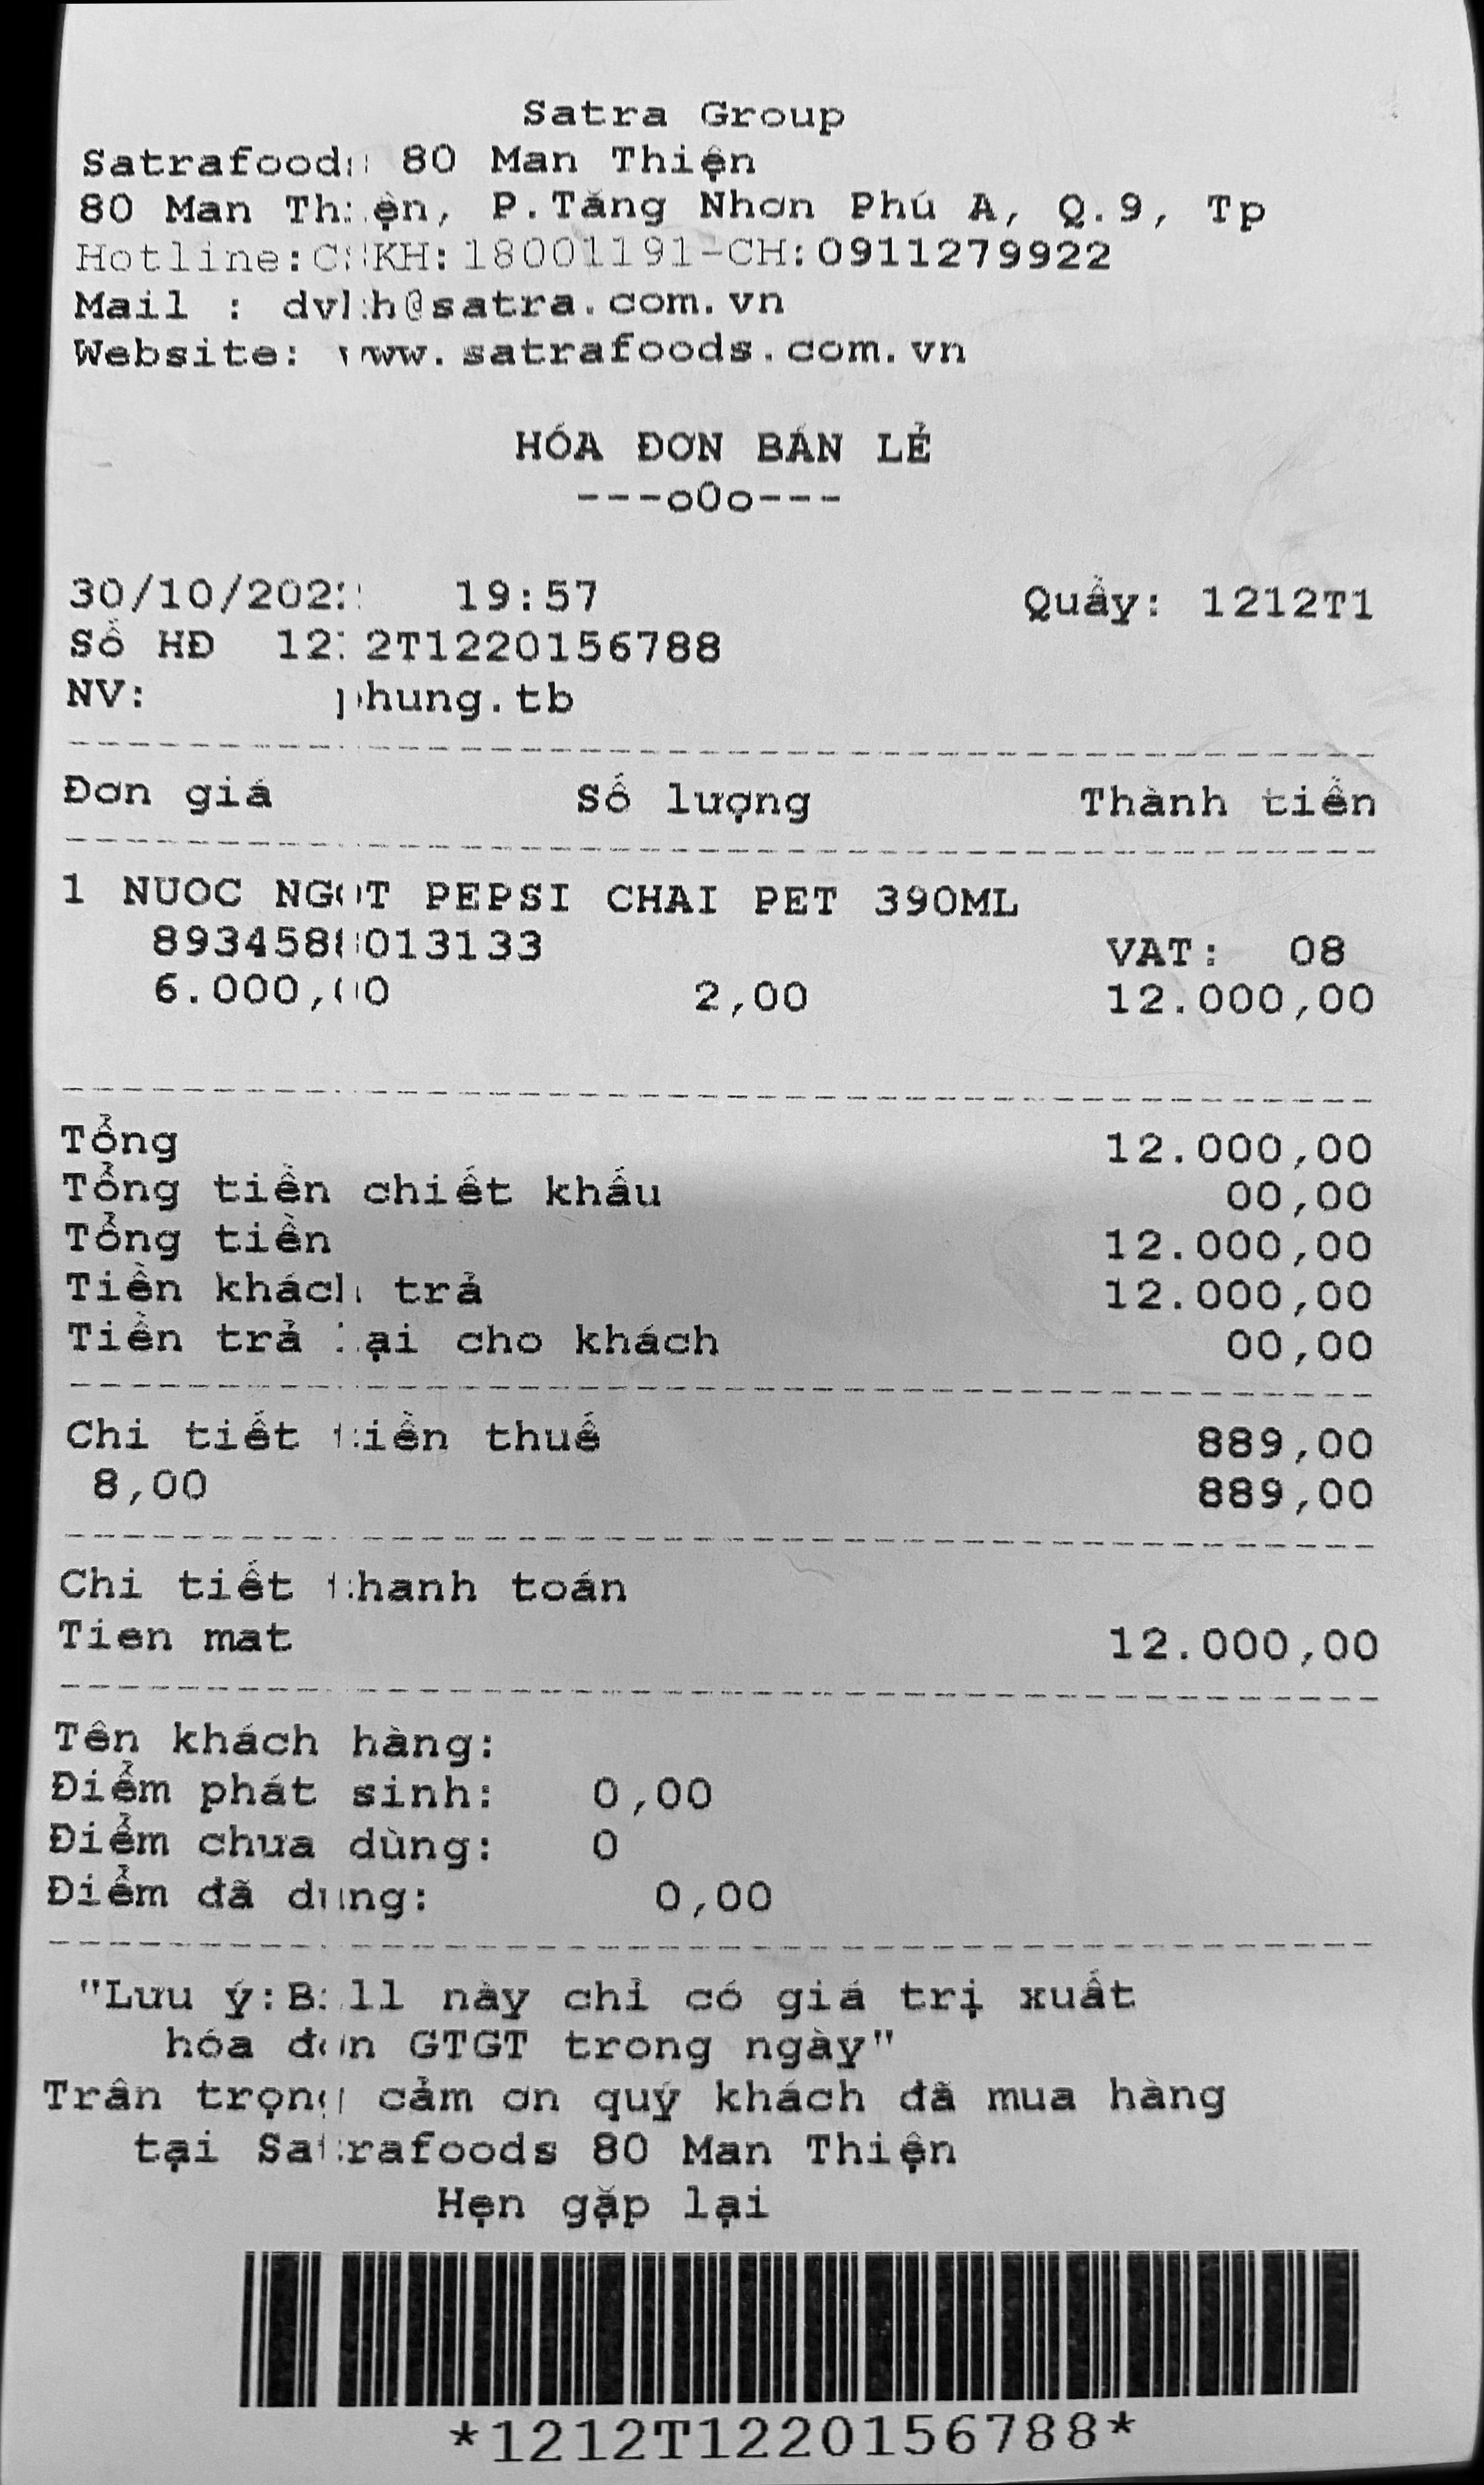 Satra Group
Satrafoods 80 Man Thiện
80 Man Thiện, P.Tăng Nhơn Phú A, Q.9, Tp
Hotline:CSKH:18001191-CH:0911279922
Mail : dvkh@satra.com.vn
Website: www.satrafoods.com.vn
HÓA ĐƠN BÁN LẺ
---o0o---
19:57 Quầy: 1212T1
Số HĐ 1212T1220156788
NV: phung.tb
Đơn giá Số lượng Thành tiền
1 NUOC NGOT PEPSI CHAI PET 390ML
8934588013133 VAT: 08
6.000,00 2,00 12.000,00
Tổng 12.000,00
Tổng tiền chiết khấu 00,00
Tổng tiền 12.000,00
Tiền khách trả 12.000,00
Tiền trả lại cho khách 00,00
Chi tiết tiền thuế 889,00
8,00 889,00
Chi tiết thanh toán
Tien mat 12.000,00
Tên khách hàng:
Điểm phát sinh: 0,00
Điểm chưa dùng: 0
Điểm đã dùng: 0,00
"Lưu ý:Bill này chỉ có giá trị xuất
hóa đơn GTGT trong ngày"
Trân trọng cảm ơn quý khách đã mua hàng
tại Satrafoods 80 Man Thiện
Hẹn gặp lại
*1212T1220156788*